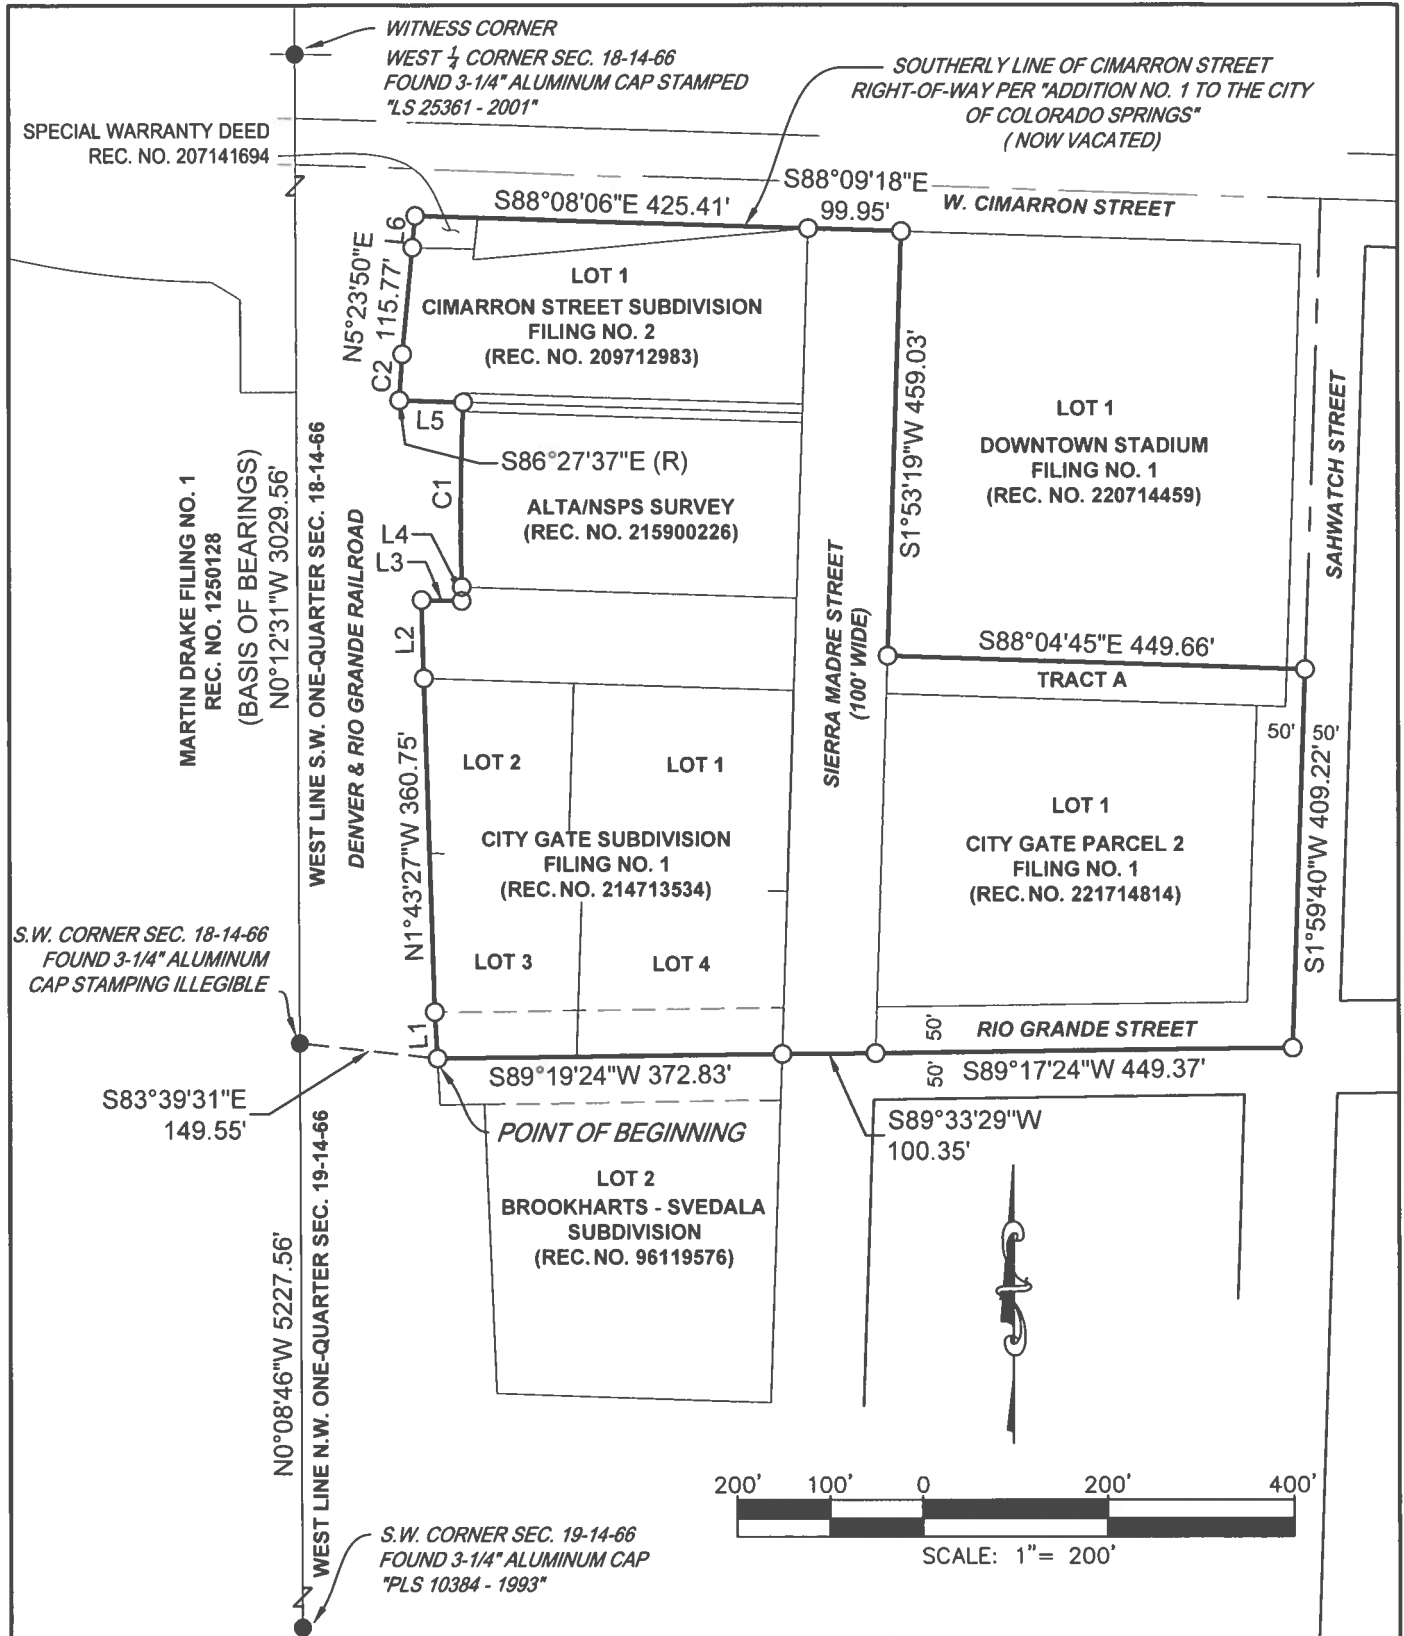 WITNESS CORNER
WEST 1/4 CORNER SEC. 18-14-66
FOUND 3-1/4" ALUMINUM CAP STAMPED
"LS 25361 - 2001"
SOUTHERLY LINE OF CIMARRON STREET
RIGHT-OF-WAY PER "ADDITION NO. 1 TO THE CITY
OF COLORADO SPRINGS"
(NOW VACATED)
SPECIAL WARRANTY DEED
REC. NO. 207141694
S88°08'06"E 425.41'
S88°09'18"E
99.95'
W. CIMARRON STREET
L6
N5°23'50"E
115.77'
C2
L5
LOT 1
CIMARRON STREET SUBDIVISION
FILING NO. 2
(REC. NO. 209712983)
S1°53'19"W 459.03'
LOT 1
DOWNTOWN STADIUM
FILING NO. 1
(REC. NO. 220714459)
SAHWATCH STREET
S86°27'37"E (R)
C1
ALTA/NSPS SURVEY
(REC. NO. 215900226)
L4
L3
L2
MARTIN DRAKE FILING NO. 1
REC. NO. 1250128
(BASIS OF BEARINGS)
N0°12'31"W 3029.56'
WEST LINE S.W. ONE-QUARTER SEC. 18-14-66
DENVER & RIO GRANDE RAILROAD
SIERRA MADRE STREET
(100' WIDE)
S88°04'45"E 449.66'
TRACT A
50'
50'
N1°43'27"W 360.75'
LOT 2
LOT 1
CITY GATE SUBDIVISION
FILING NO. 1
(REC. NO. 214713534)
LOT 3
LOT 4
LOT 1
CITY GATE PARCEL 2
FILING NO. 1
(REC. NO. 221714814)
S1°59'40"W 409.22'
S.W. CORNER SEC. 18-14-66
FOUND 3-1/4" ALUMINUM
CAP STAMPING ILLEGIBLE
L1
50'
RIO GRANDE STREET
S89°19'24"W 372.83'
50'
S89°17'24"W 449.37'
S83°39'31"E
149.55'
S89°33'29"W
100.35'
POINT OF BEGINNING
LOT 2
BROOKHARTS - SVEDALA
SUBDIVISION
(REC. NO. 96119576)
N0°08'46"W 5227.56'
WEST LINE N.W. ONE-QUARTER SEC. 19-14-66
200' 100' 0 200' 400'
SCALE: 1"= 200'
S.W. CORNER SEC. 19-14-66
FOUND 3-1/4" ALUMINUM CAP
"PLS 10384 - 1993"